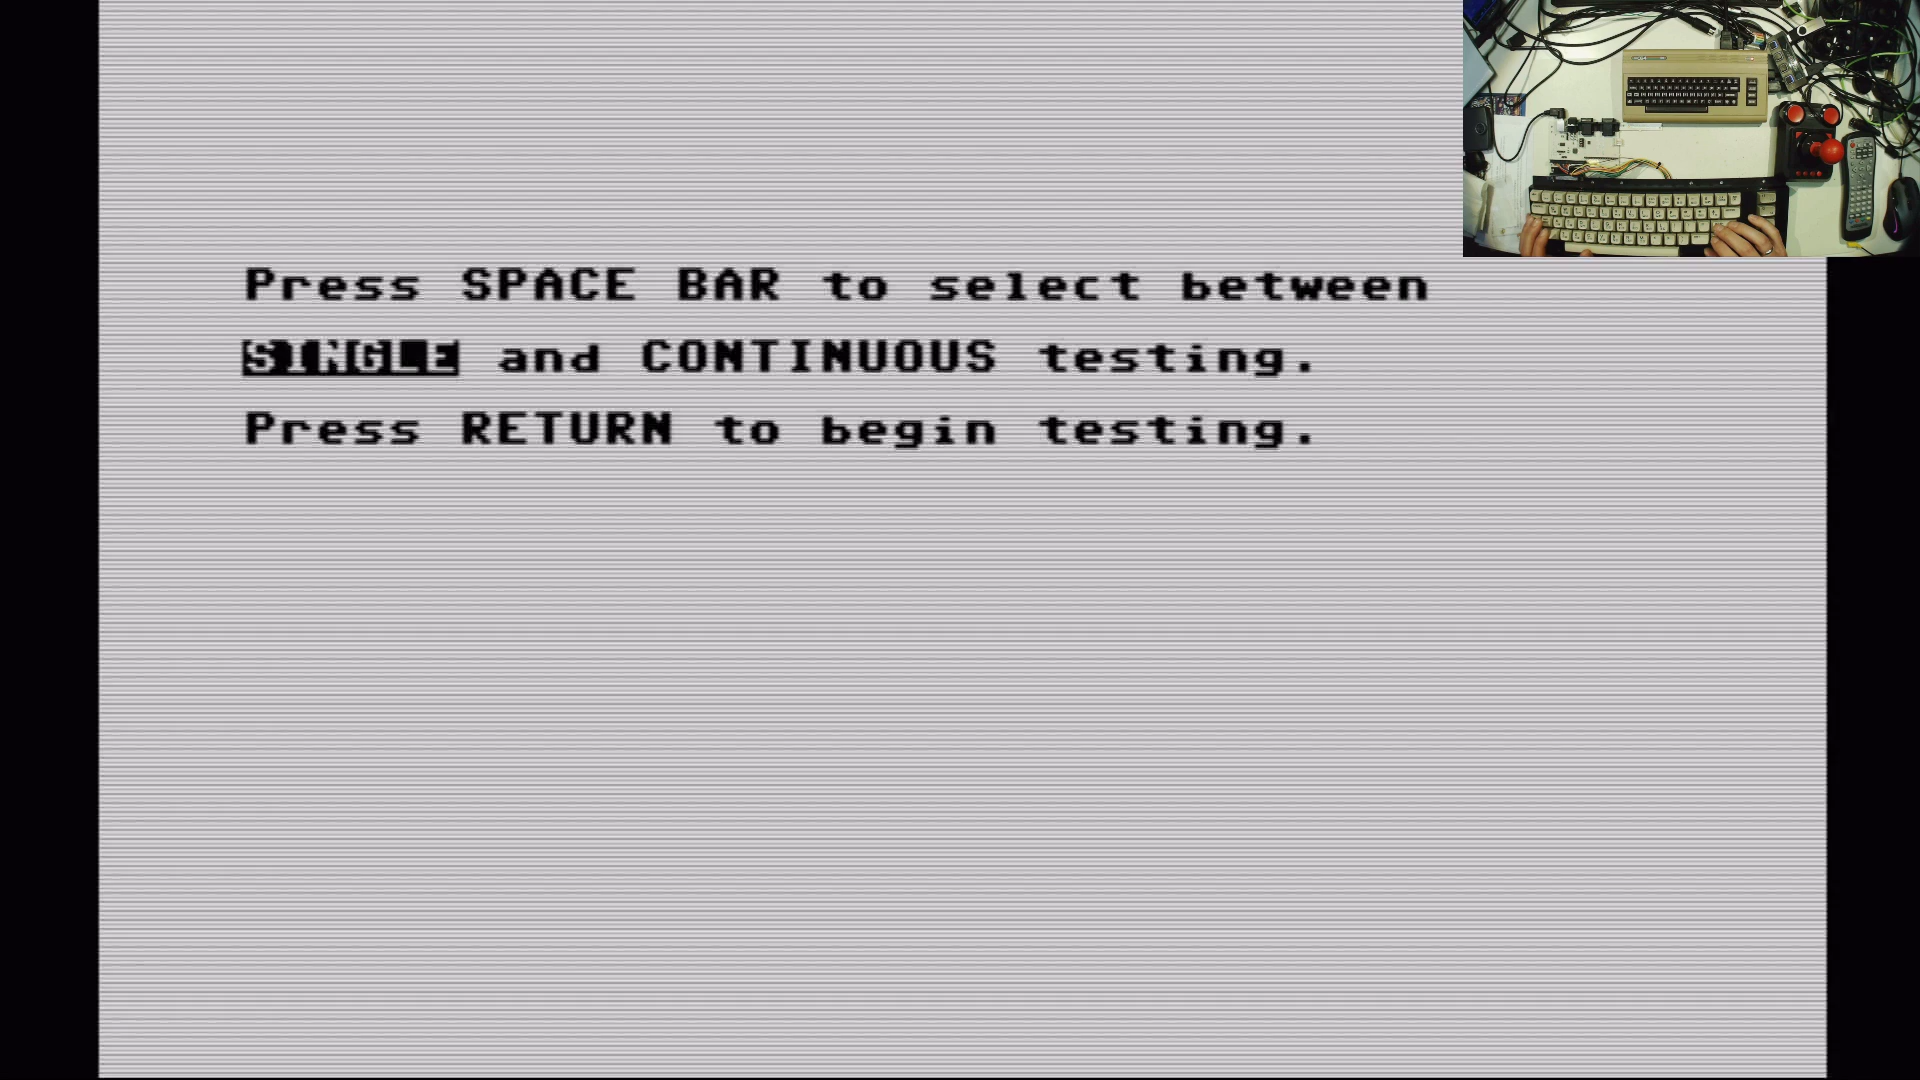 Press SPACE BAR to select between
SINGLE and CONTINUOUS testing.
Press RETURN to begin testing.